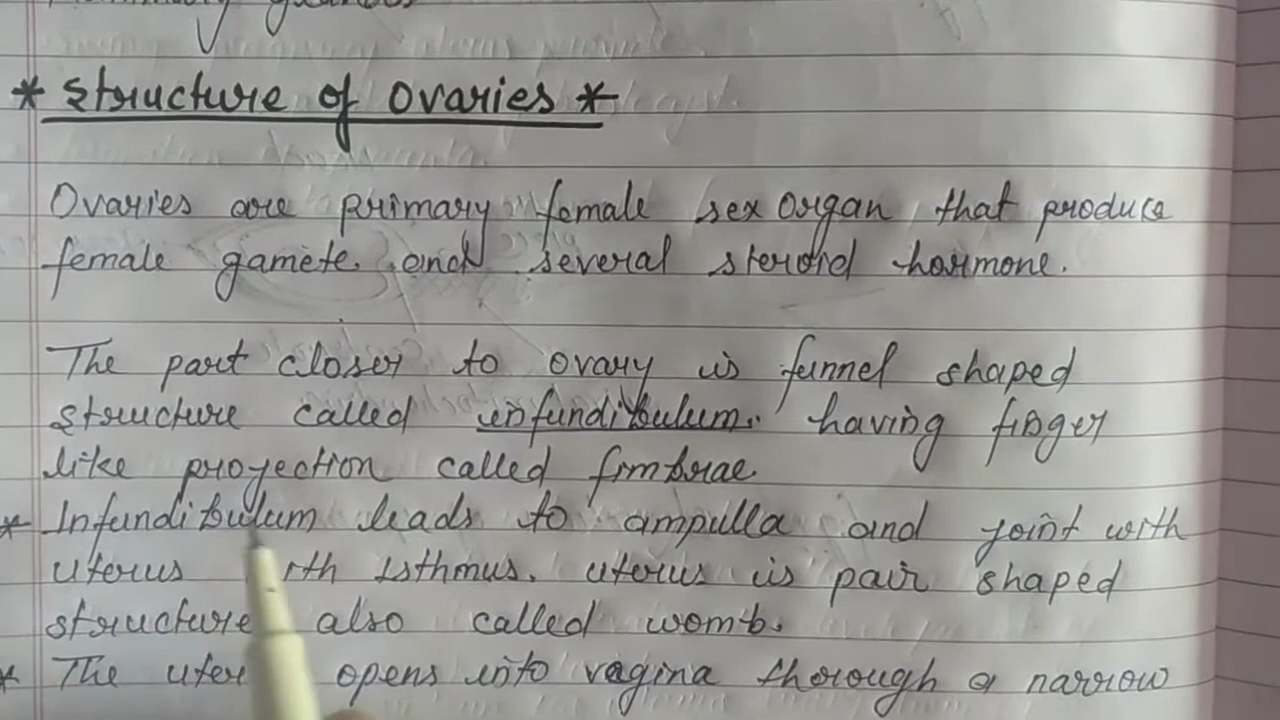 * Structure of Ovaries *
Ovaries are primary female sex organ, that produce
female gamete. and several steroid hormone.
The part closer to ovary is funnel shaped
structure called infundibulum. having finger
like projection called fimbrae
* Infundibulum leads to ampulla and joint with
uterus isthmus. uterus is pair shaped
structure also called womb.
* The opens into vagina thorough a narrow